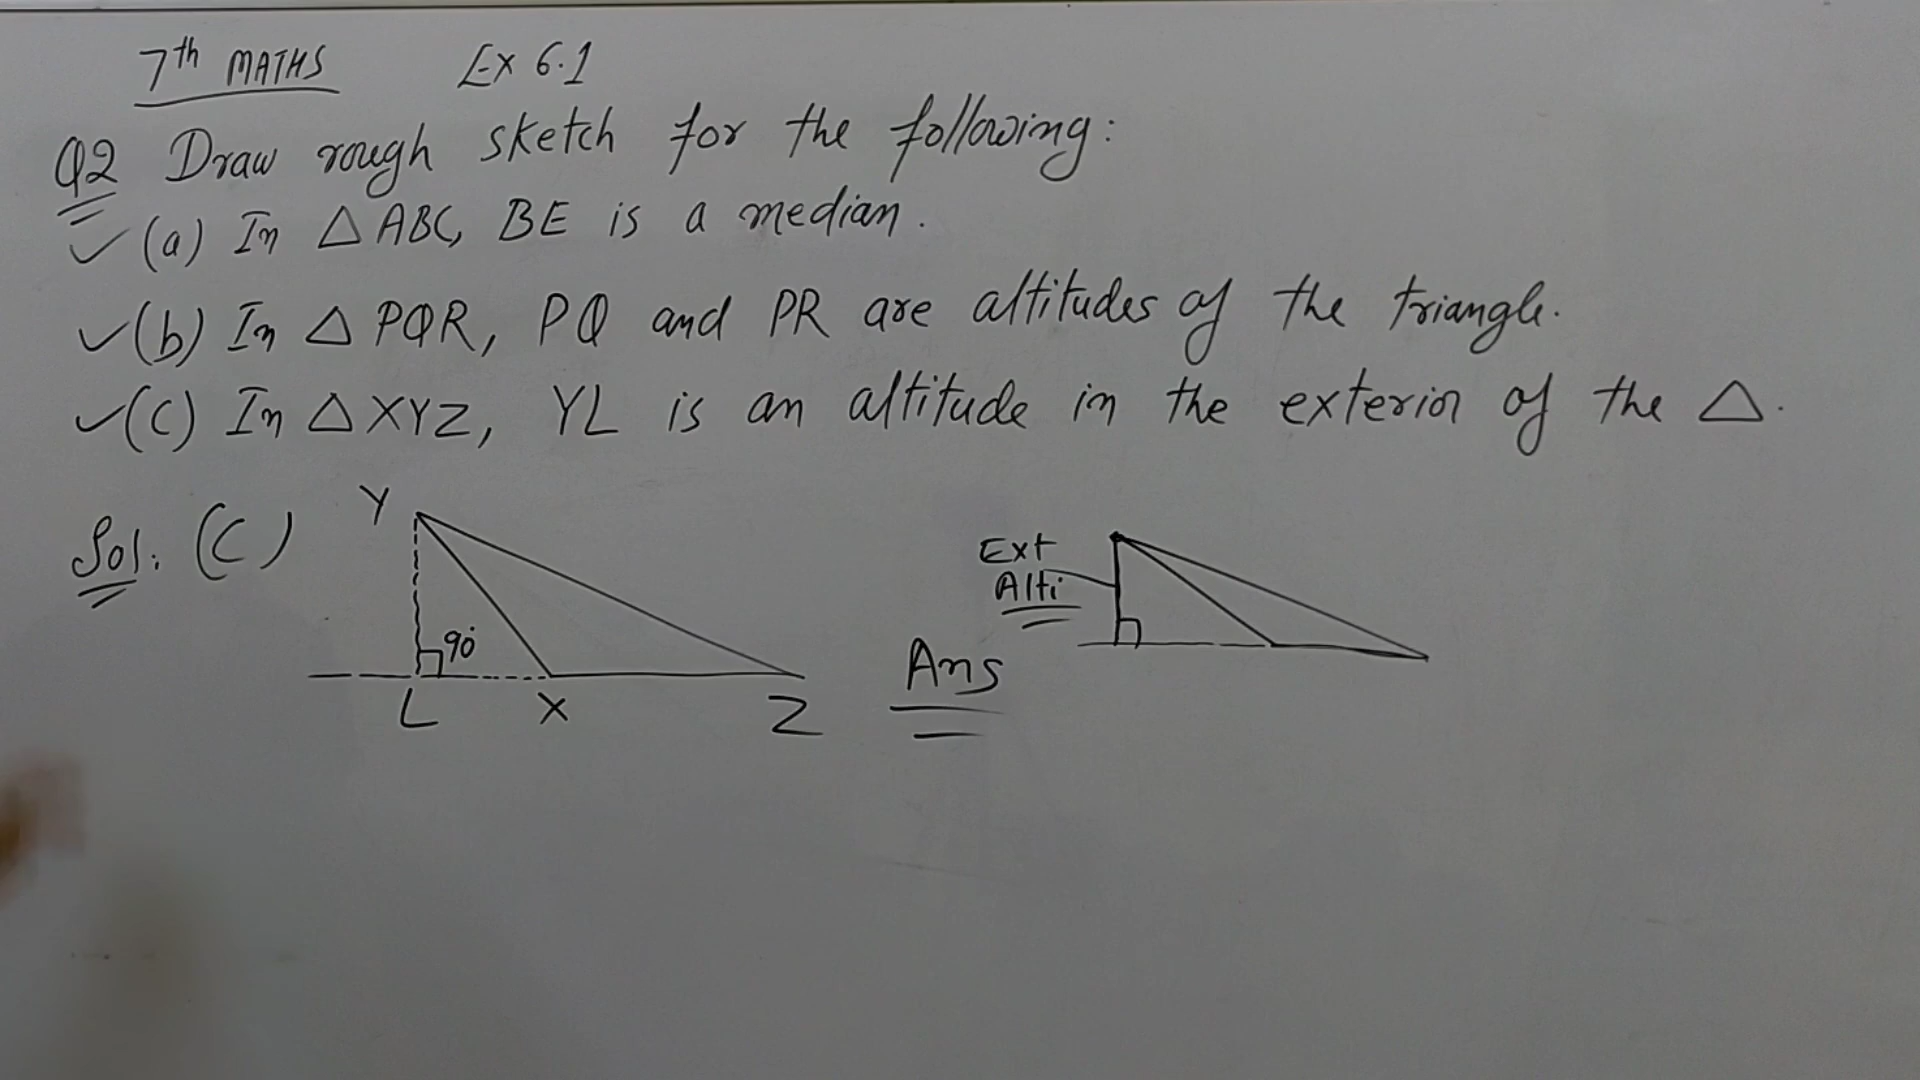 7th MATHS Ex 6.1
Q2 Draw rough sketch for the following:
(a) In △ ABC, BE is a median.
(b) In △ PQR, PQ and PR are altitudes of the triangle.
(c) In △ XYZ, YL is an altitude in the exterior of the △.
Sol. (C)
Y
90°
L X Z
Ext
Alti
Ans